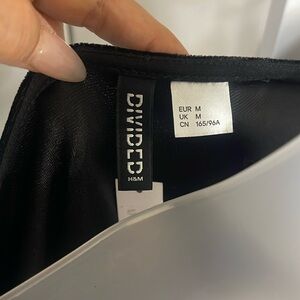 DIVIDED
H&M
EUR M
UK M
CN 165/96A